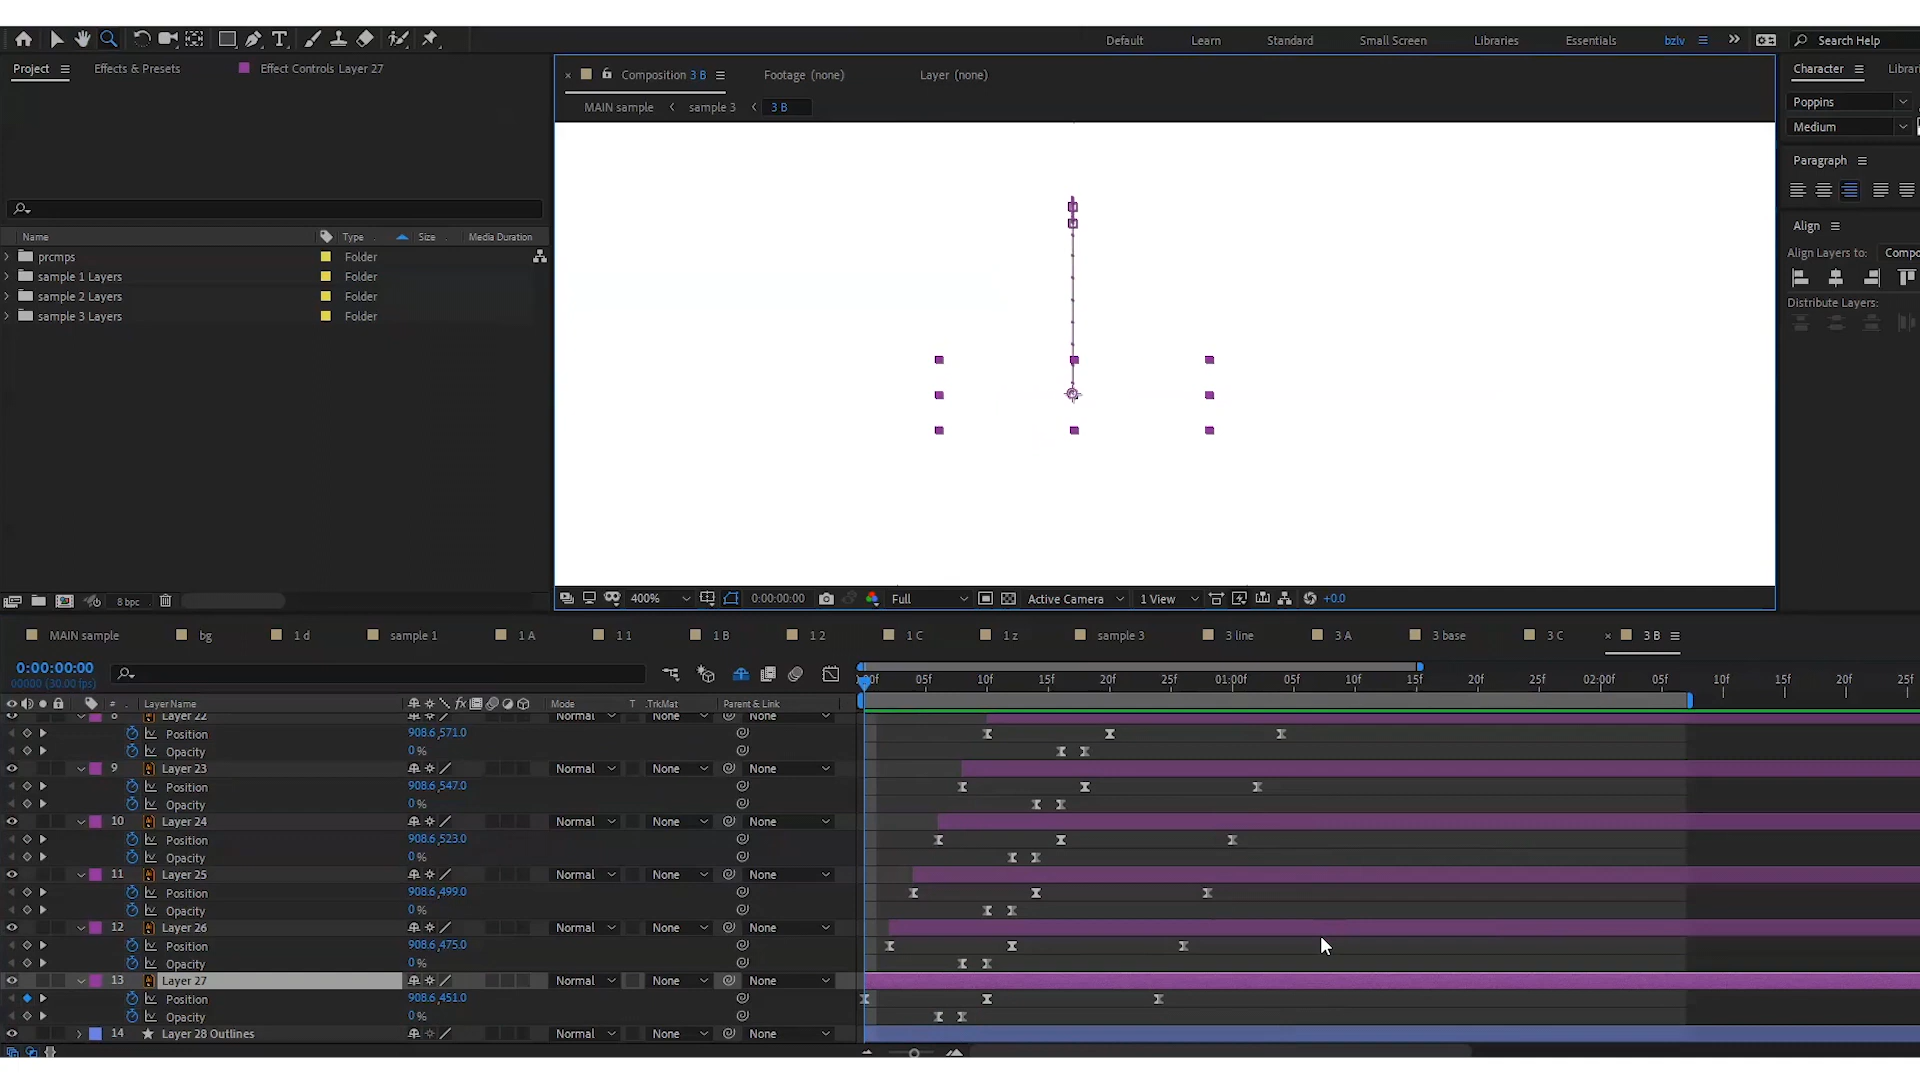 Default Learn Standard Small Screen Libraries Essentials bzlv Search Help
Project Effects & Presets Effect Controls Layer 27
Composition 3 B Footage (none) Layer (none)
Character Librari
MAIN sample sample 3 3 B
Poppins
Medium
Paragraph
Name Type Size Media Duration
Align
prcmps Folder
Align Layers to: Compo
sample 1 Layers Folder
sample 2 Layers Folder
Distribute Layers:
sample 3 Layers Folder
8 bpc
400% 0:00:00:00 Full Active Camera 1 View +0.0
MAIN sample bg 1 d sample 1 1 A 1 1 1 B 1 2 1 C 1 z sample 3 3 line 3 A 3 base 3 C 3 B
0:00:00:00
00000 (30.00 fps)
05f 10f 15f 20f 25f 01:00f 05f 10f 15f 20f 25f 02:00f 05f 10f 15f 20f 25f
# Layer Name Mode T .TrkMat Parent & Link
8 Layer 22 Normal None None
Position 908.6,571.0
Opacity 0 %
9 Layer 23 Normal None None
Position 908.6,547.0
Opacity 0 %
10 Layer 24 Normal None None
Position 908.6,523.0
Opacity 0 %
11 Layer 25 Normal None None
Position 908.6,499.0
Opacity 0 %
12 Layer 26 Normal None None
Position 908.6,475.0
Opacity 0 %
13 Layer 27 Normal None None
Position 908.6,451.0
Opacity 0 %
14 Layer 28 Outlines Normal None None